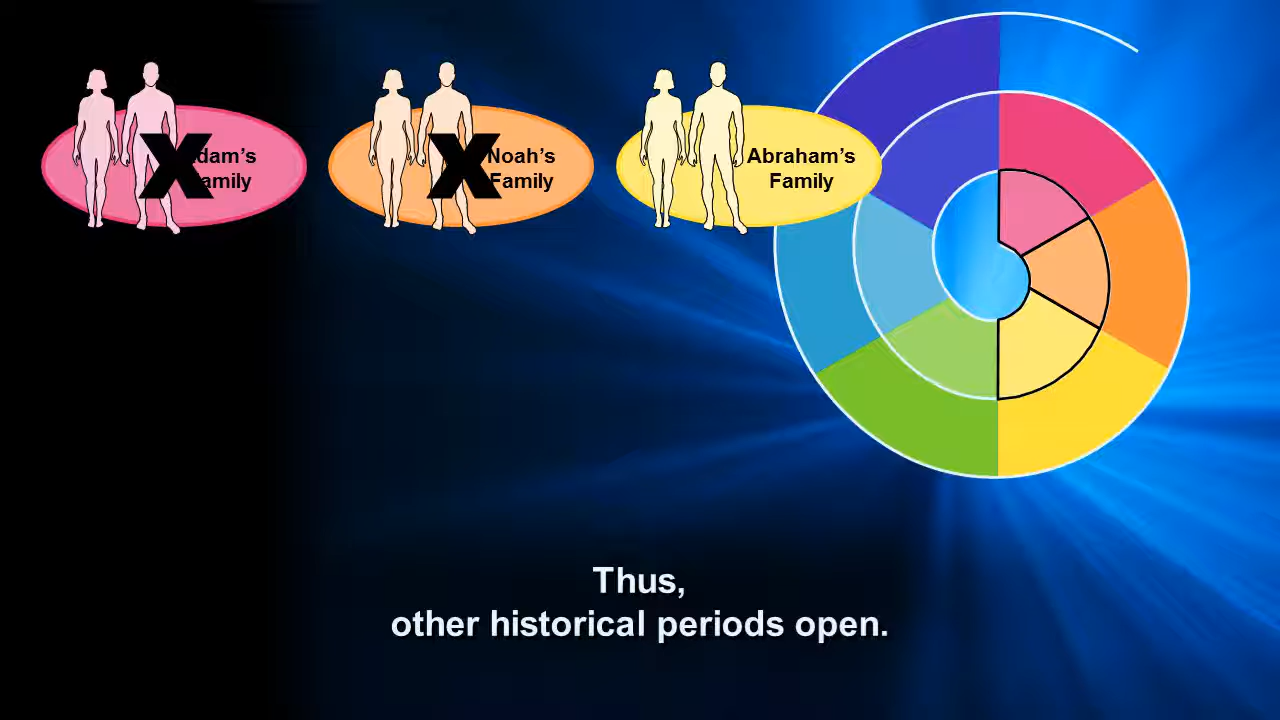 dam's
amily
Noah's
Family
Abraham's
Family
Thus,
other historical periods open.